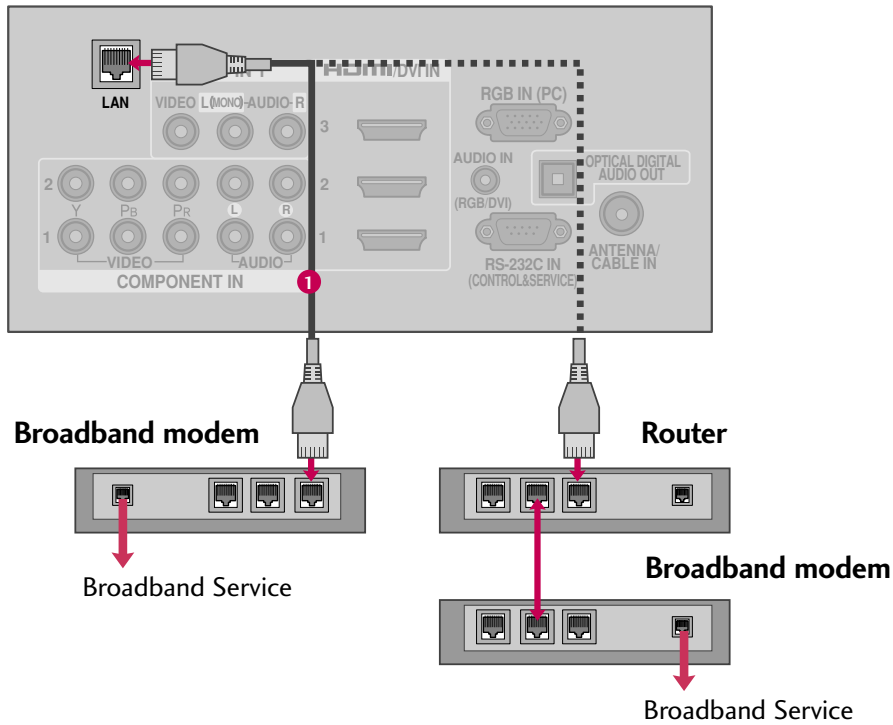 LAN
IN 1
HDMI/DVI IN
VIDEO L(MONO)-AUDIO-R
RGB IN (PC)
3
AUDIO IN
OPTICAL DIGITAL
AUDIO OUT
2
2
(RGB/DVI)
Y PB PR L R
1
1
VIDEO AUDIO
RS-232C IN
(CONTROL&SERVICE)
ANTENNA/
CABLE IN
COMPONENT IN
1
Broadband modem
Router
Broadband Service
Broadband modem
Broadband Service